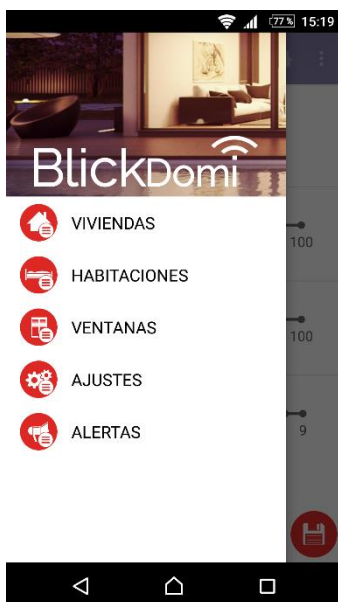 77% 15:19
BlickDomi
VIVIENDAS
100
HABITACIONES
VENTANAS
100
AJUSTES
ALERTAS
9